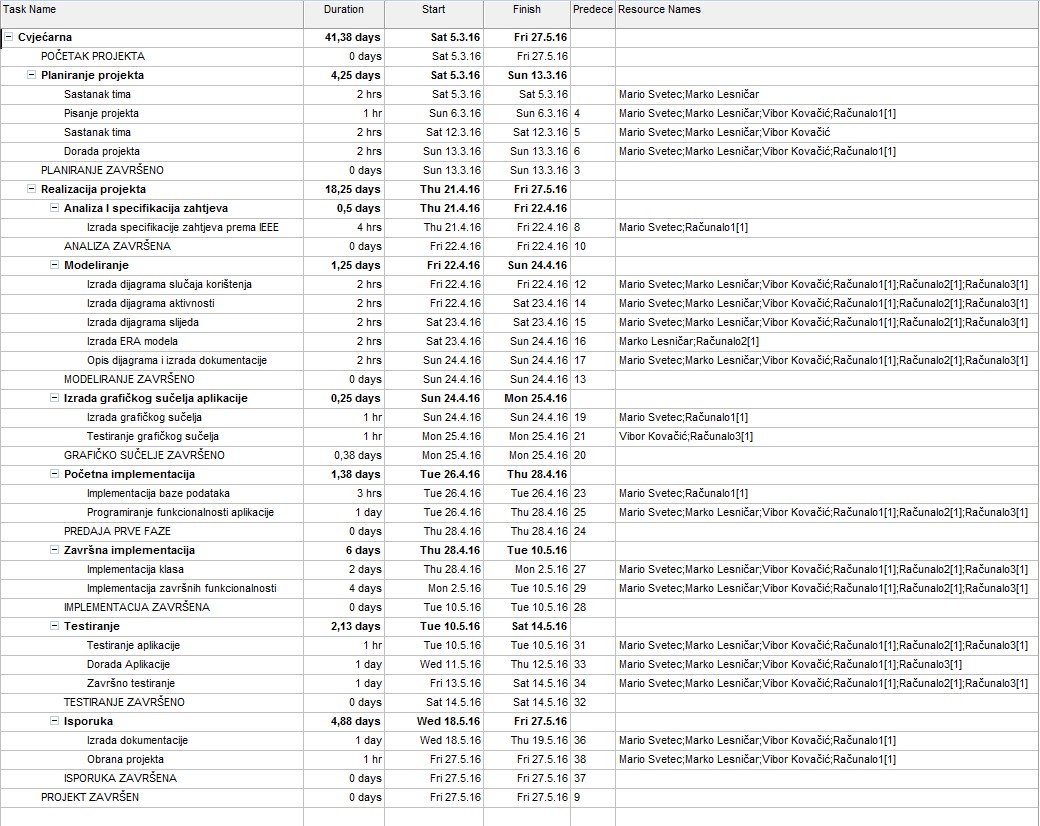 Task Name Duration Start Finish Predece Resource Names
Cvjećarna 41,38 days Sat 5.3.16 Fri 27.5.16
POČETAK PROJEKTA 0 days Sat 5.3.16 Fri 27.5.16
Planiranje projekta 4,25 days Sat 5.3.16 Sun 13.3.16
Sastanak tima 2 hrs Sat 5.3.16 Sat 5.3.16 Mario Svetec;Marko Lesničar
Pisanje projekta 1 hr Sun 6.3.16 Sun 6.3.16 4 Mario Svetec;Marko Lesničar;Vibor Kovačić;Računalo1[1]
Sastanak tima 2 hrs Sat 12.3.16 Sat 12.3.16 5 Mario Svetec;Marko Lesničar;Vibor Kovačić
Dorada projekta 2 hrs Sun 13.3.16 Sun 13.3.16 6 Mario Svetec;Marko Lesničar;Vibor Kovačić;Računalo1[1]
PLANIRANJE ZAVRŠENO 0 days Sun 13.3.16 Sun 13.3.16 3
Realizacija projekta 18,25 days Thu 21.4.16 Fri 27.5.16
Analiza I specifikacija zahtjeva 0,5 days Thu 21.4.16 Fri 22.4.16
Izrada specifikacije zahtjeva prema IEEE 4 hrs Thu 21.4.16 Fri 22.4.16 8 Mario Svetec;Računalo1[1]
ANALIZA ZAVRŠENA 0 days Fri 22.4.16 Fri 22.4.16 10
Modeliranje 1,25 days Fri 22.4.16 Sun 24.4.16
Izrada dijagrama slučaja korištenja 2 hrs Fri 22.4.16 Fri 22.4.16 12 Mario Svetec;Marko Lesničar;Vibor Kovačić;Računalo1[1];Računalo2[1];Računalo3[1]
Izrada dijagrama aktivnosti 2 hrs Fri 22.4.16 Sat 23.4.16 14 Mario Svetec;Marko Lesničar;Vibor Kovačić;Računalo1[1];Računalo2[1];Računalo3[1]
Izrada dijagrama slijeda 2 hrs Sat 23.4.16 Sat 23.4.16 15 Mario Svetec;Marko Lesničar;Vibor Kovačić;Računalo1[1];Računalo2[1];Računalo3[1]
Izrada ERA modela 2 hrs Sat 23.4.16 Sun 24.4.16 16 Marko Lesničar;Računalo2[1]
Opis dijagrama i izrada dokumentacije 2 hrs Sun 24.4.16 Sun 24.4.16 17 Mario Svetec;Marko Lesničar;Vibor Kovačić;Računalo1[1];Računalo2[1];Računalo3[1]
MODELIRANJE ZAVRŠENO 0 days Sun 24.4.16 Sun 24.4.16 13
Izrada grafičkog sučelja aplikacije 0,25 days Sun 24.4.16 Mon 25.4.16
Izrada grafičkog sučelja 1 hr Sun 24.4.16 Sun 24.4.16 19 Mario Svetec;Računalo1[1]
Testiranje grafičkog sučelja 1 hr Mon 25.4.16 Mon 25.4.16 21 Vibor Kovačić;Računalo3[1]
GRAFIČKO SUČELJE ZAVRŠENO 0,38 days Mon 25.4.16 Mon 25.4.16 20
Početna implementacija 1,38 days Tue 26.4.16 Thu 28.4.16
Implementacija baze podataka 3 hrs Tue 26.4.16 Tue 26.4.16 23 Mario Svetec;Računalo1[1]
Programiranje funkcionalnosti aplikacije 1 day Tue 26.4.16 Thu 28.4.16 25 Mario Svetec;Marko Lesničar;Vibor Kovačić;Računalo1[1];Računalo2[1];Računalo3[1]
PREDAJA PRVE FAZE 0 days Thu 28.4.16 Thu 28.4.16 24
Završna implementacija 6 days Thu 28.4.16 Tue 10.5.16
Implementacija klasa 2 days Thu 28.4.16 Mon 2.5.16 27 Mario Svetec;Marko Lesničar;Vibor Kovačić;Računalo1[1];Računalo2[1];Računalo3[1]
Implementacija završnih funkcionalnosti 4 days Mon 2.5.16 Tue 10.5.16 29 Mario Svetec;Marko Lesničar;Vibor Kovačić;Računalo1[1];Računalo2[1];Računalo3[1]
IMPLEMENTACIJA ZAVRŠENA 0 days Tue 10.5.16 Tue 10.5.16 28
Testiranje 2,13 days Tue 10.5.16 Sat 14.5.16
Testiranje aplikacije 1 hr Tue 10.5.16 Tue 10.5.16 31 Mario Svetec;Marko Lesničar;Vibor Kovačić;Računalo1[1];Računalo2[1];Računalo3[1]
Dorada Aplikacije 1 day Wed 11.5.16 Thu 12.5.16 33 Mario Svetec;Marko Lesničar;Vibor Kovačić;Računalo1[1];Računalo3[1]
Završno testiranje 1 day Fri 13.5.16 Sat 14.5.16 34 Mario Svetec;Marko Lesničar;Vibor Kovačić;Računalo1[1];Računalo2[1];Računalo3[1]
TESTIRANJE ZAVRŠENO 0 days Sat 14.5.16 Sat 14.5.16 32
Isporuka 4,88 days Wed 18.5.16 Fri 27.5.16
Izrada dokumentacije 1 day Wed 18.5.16 Thu 19.5.16 36 Mario Svetec;Marko Lesničar;Vibor Kovačić;Računalo1[1]
Obrana projekta 1 hr Fri 27.5.16 Fri 27.5.16 38 Mario Svetec;Marko Lesničar;Vibor Kovačić;Računalo1[1]
ISPORUKA ZAVRŠENA 0 days Fri 27.5.16 Fri 27.5.16 37
PROJEKT ZAVRŠEN 0 days Fri 27.5.16 Fri 27.5.16 9